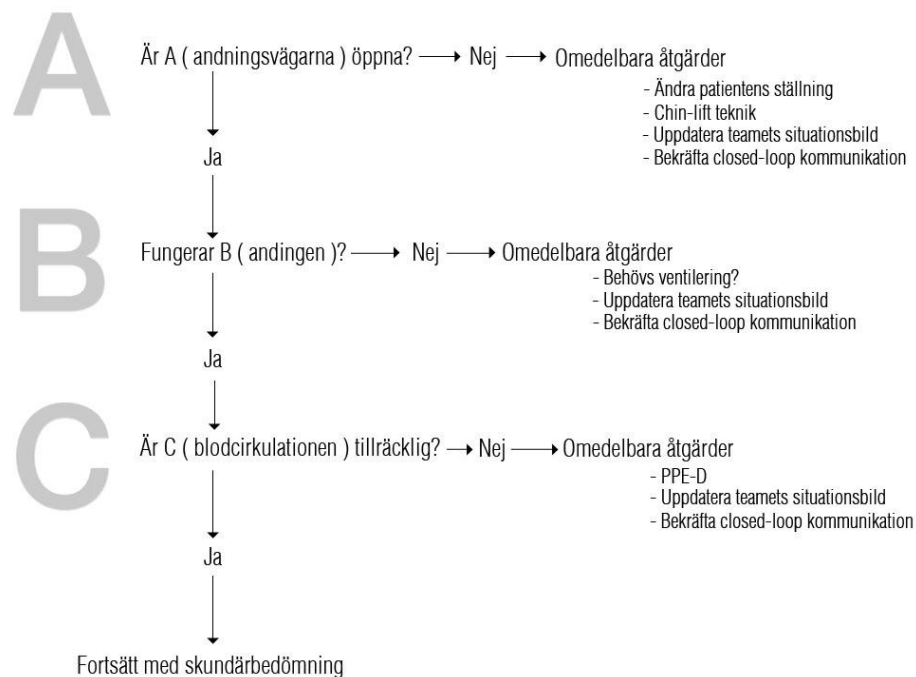 A
Är A ( andningsvägarna ) öppna? Nej Omedelbara åtgärder
- Ändra patientens ställning
- Chin-lift teknik
- Uppdatera teamets situationsbild
- Bekräfta closed-loop kommunikation
Ja
B
Fungerar B ( andingen )? Nej Omedelbara åtgärder
- Behövs ventilering?
- Uppdatera teamets situationsbild
- Bekräfta closed-loop kommunikation
Ja
C
Är C ( blodcirkulationen ) tillräcklig? Nej Omedelbara åtgärder
- PPE-D
- Uppdatera teamets situationsbild
- Bekräfta closed-loop kommunikation
Ja
Fortsätt med skundärbedömning